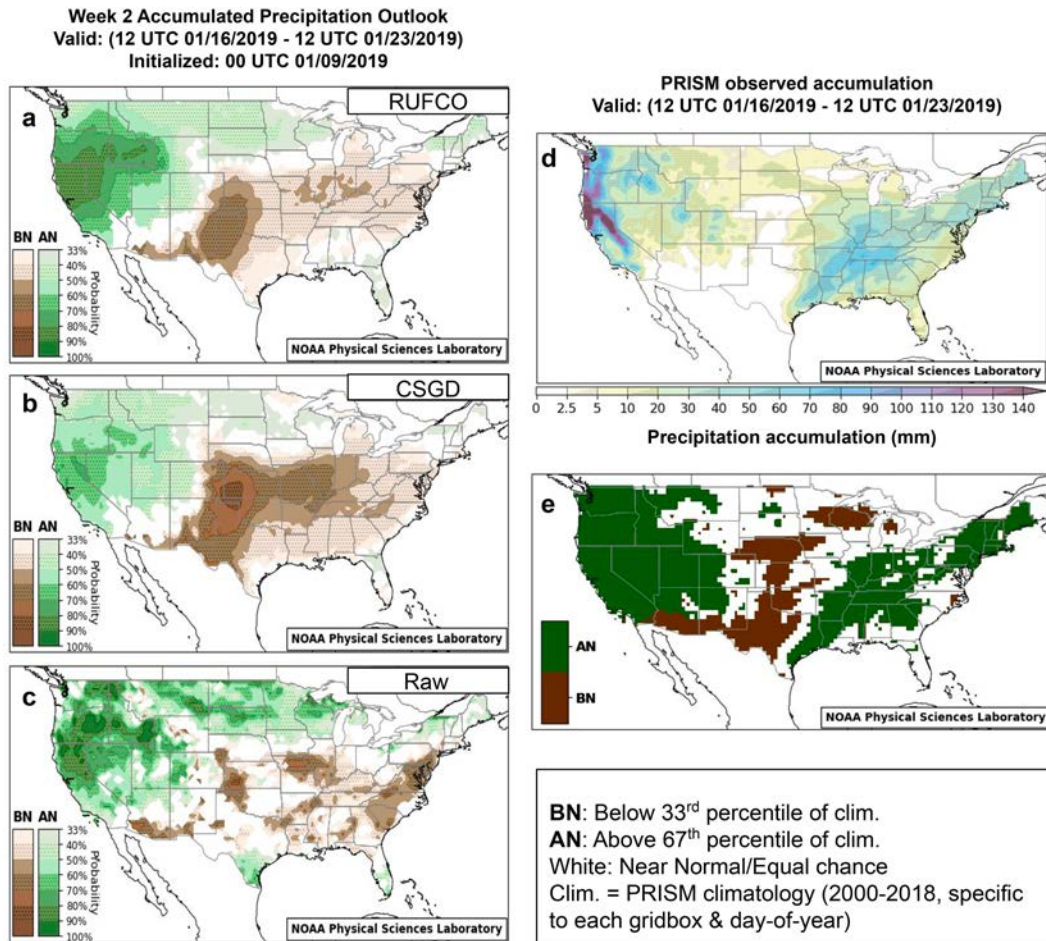 Week 2 Accumulated Precipitation Outlook
Valid: (12 UTC 01/16/2019 - 12 UTC 01/23/2019)
Initialized: 00 UTC 01/09/2019
a
RUFCO
BN AN
33%
40%
50%
60%
70%
80%
90%
100%
Probability
NOAA Physical Sciences Laboratory
b
CSGD
BN AN
33%
40%
50%
60%
70%
80%
90%
100%
Probability
NOAA Physical Sciences Laboratory
c
Raw
BN AN
33%
40%
50%
60%
70%
80%
90%
100%
Probability
NOAA Physical Sciences Laboratory
PRISM observed accumulation
Valid: (12 UTC 01/16/2019 - 12 UTC 01/23/2019)
d
NOAA Physical Sciences Laboratory
0 2.5 5 10 20 30 40 50 60 70 80 90 100 110 120 130 140
Precipitation accumulation (mm)
e
AN
BN
NOAA Physical Sciences Laboratory
BN: Below 33rd percentile of clim.
AN: Above 67th percentile of clim.
White: Near Normal/Equal chance
Clim. = PRISM climatology (2000-2018, specific
to each gridbox & day-of-year)